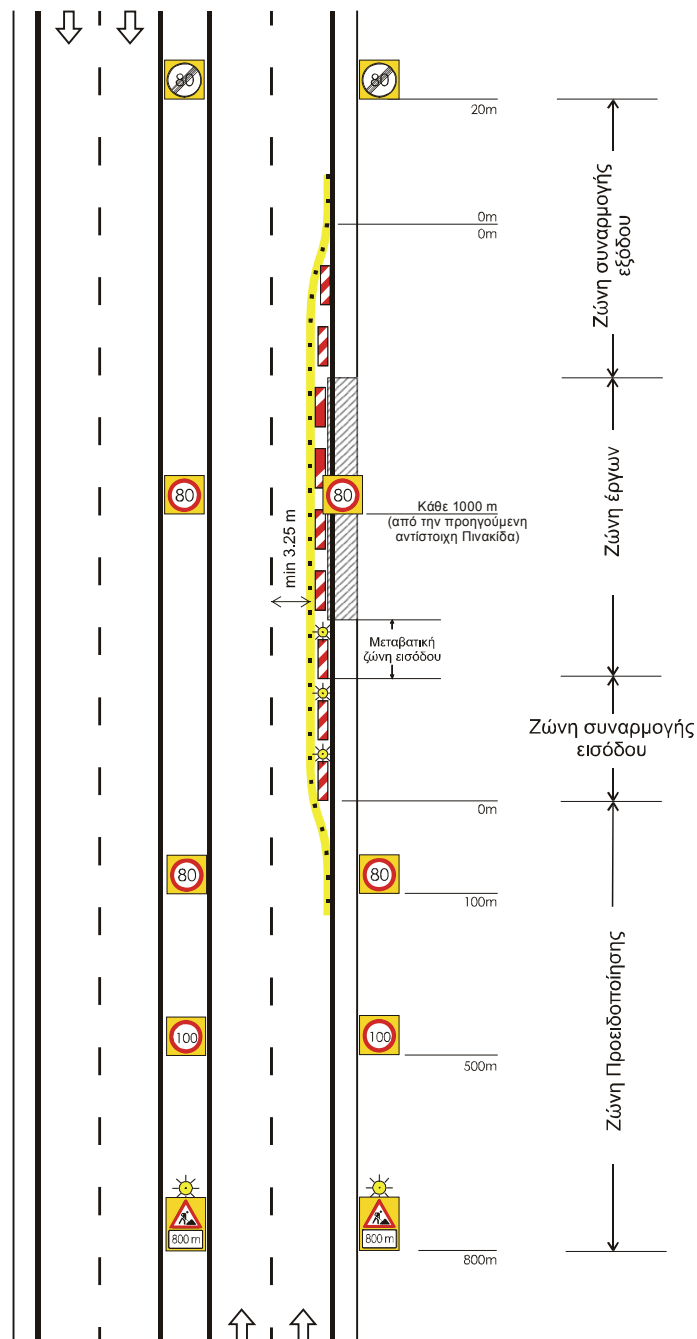 80
80
20m
0m
0m
Ζώνη συναρμογής
εξόδου
80
80
Κάθε 1000 m
(από την προηγούμενη
αντίστοιχη Πινακίδα)
Ζώνη έργων
min 3.25 m
Μεταβατική
ζώνη εισόδου
Ζώνη συναρμογής
εισόδου
0m
80
80
100m
Ζώνη Προειδοποίησης
100
100
500m
800 m
800 m
800m